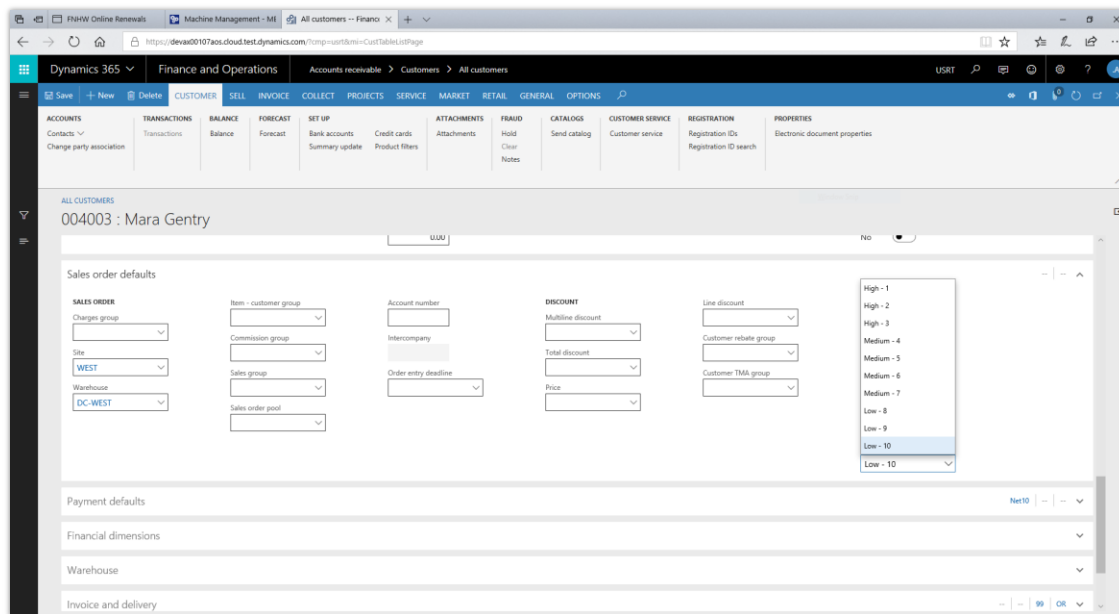 FNHW Online Renewals
Machine Management - ME
All customers -- Financ
https://devax00107aos.cloud.test.dynamics.com/?cmp=usrt&mi=CustTableListPage
Dynamics 365
Finance and Operations
Accounts receivable > Customers > All customers
USRT
?
A
Save
+ New
Delete
CUSTOMER
SELL
INVOICE
COLLECT
PROJECTS
SERVICE
MARKET
RETAIL
GENERAL
OPTIONS
0
ACCOUNTS
Contacts
Change party association
TRANSACTIONS
Transactions
BALANCE
Balance
FORECAST
Forecast
SET UP
Bank accounts
Summary update
Credit cards
Product filters
ATTACHMENTS
Attachments
FRAUD
Hold
Clear
Notes
CATALOGS
Send catalog
CUSTOMER SERVICE
Customer service
REGISTRATION
Registration IDs
Registration ID search
PROPERTIES
Electronic document properties
ALL CUSTOMERS
004003 : Mara Gentry
0.00
No
Sales order defaults
-- --
SALES ORDER
Charges group
Site
WEST
Warehouse
DC-WEST
Item - customer group
Commission group
Sales group
Sales order pool
Account number
Intercompany
Order entry deadline
DISCOUNT
Multiline discount
Total discount
Price
Line discount
Customer rebate group
Customer TMA group
High - 1
High - 2
High - 3
Medium - 4
Medium - 5
Medium - 6
Medium - 7
Low - 8
Low - 9
Low - 10
Low - 10
Payment defaults
Net10 -- --
Financial dimensions
Warehouse
Invoice and delivery
-- -- 99 OR